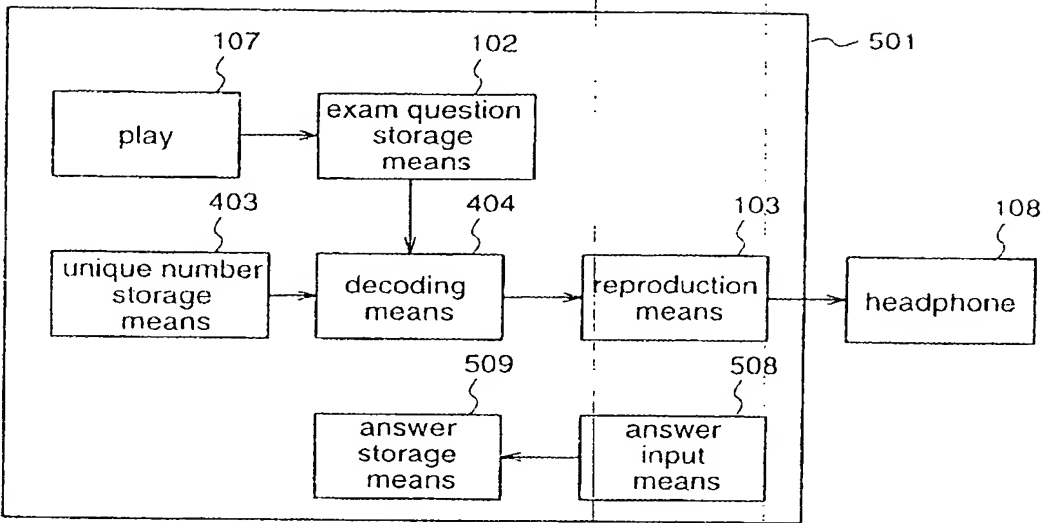 107
102
501
play
exam question
storage
means
403
404
103
108
unique number
storage
means
decoding
means
reproduction
means
headphone
509
508
answer
storage
means
answer
input
means